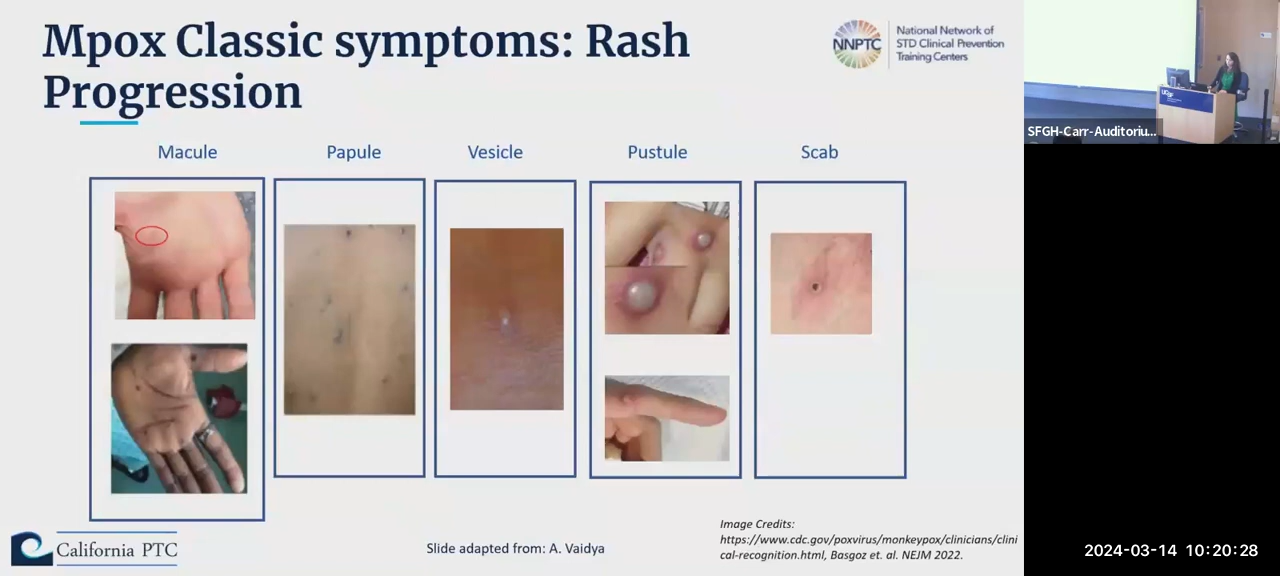 Mpox Classic symptoms: Rash
Progression
NNPTC
National Network of
STD Clinical Prevention
Training Centers
UCSF
SFGH-Carr-Auditoriu...
Macule
Papule
Vesicle
Pustule
Scab
California PTC
Slide adapted from: A. Vaidya
Image Credits:
https://www.cdc.gov/poxvirus/monkeypox/clinicians/clini
cal-recognition.html, Basgoz et. al. NEJM 2022.
2024-03-14 10:20:28